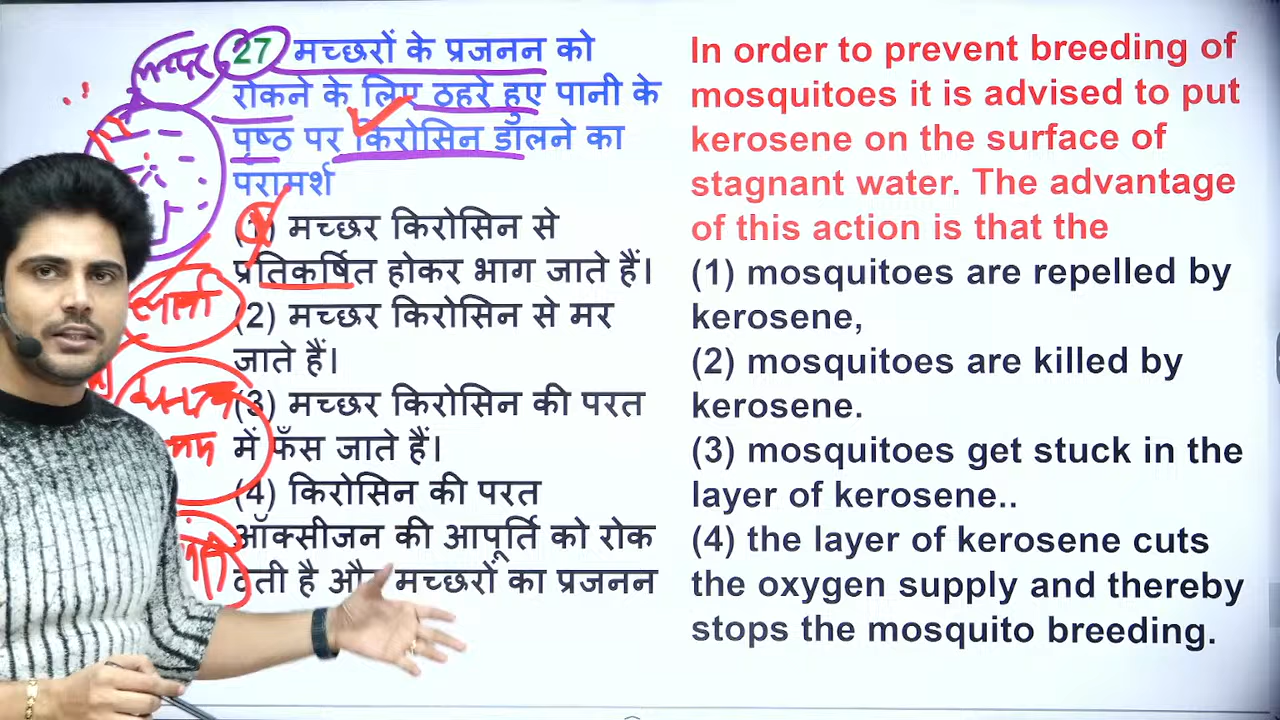 27 मच्छरों के प्रजनन को
रोकने के लिए ठहरे हुए पानी के
पृष्ठ पर किरोसिन डालने का
परामर्श
(1) मच्छर किरोसिन से
प्रतिकर्षित होकर भाग जाते हैं।
(2) मच्छर किरोसिन से मर
जाते हैं।
(3) मच्छर किरोसिन की परत
में फँस जाते हैं।
(4) किरोसिन की परत
ऑक्सीजन की आपूर्ति को रोक
देती है और मच्छरों का प्रजनन
मच्छर
In order to prevent breeding of
mosquitoes it is advised to put
kerosene on the surface of
stagnant water. The advantage
of this action is that the
(1) mosquitoes are repelled by
kerosene,
(2) mosquitoes are killed by
kerosene.
(3) mosquitoes get stuck in the
layer of kerosene..
(4) the layer of kerosene cuts
the oxygen supply and thereby
stops the mosquito breeding.